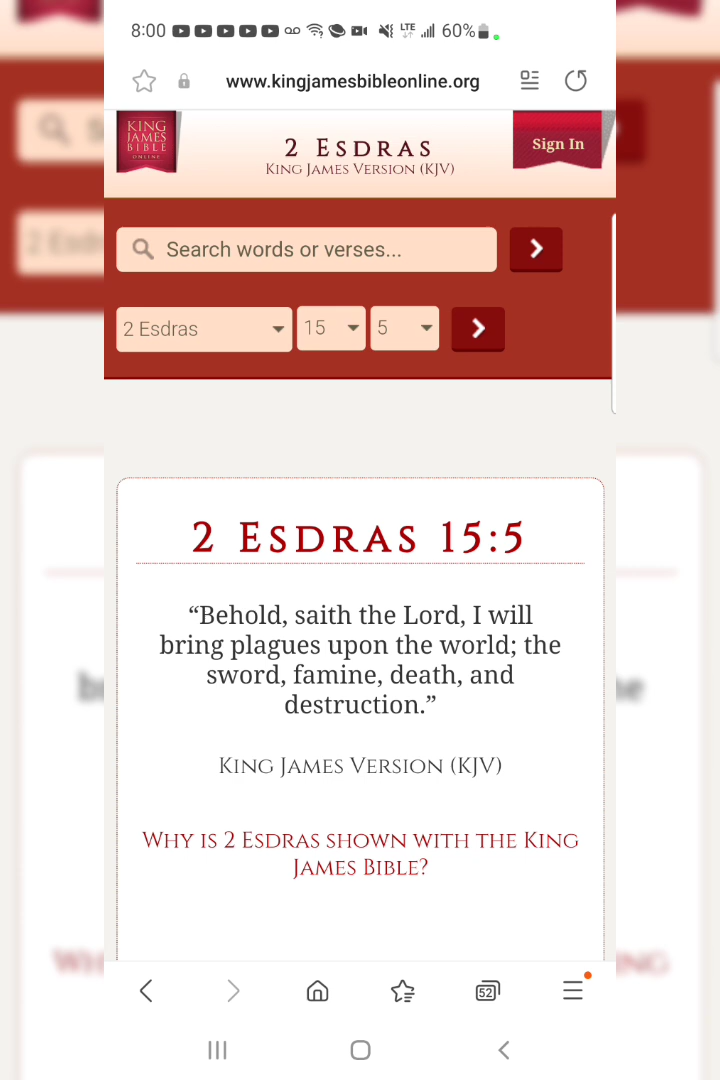 8:00 LTE 60%
www.kingjamesbibleonline.org
KING
JAMES
BIBLE
ONLINE
2 Esdras
King James Version (KJV)
Sign In
Search words or verses...
2 Esdras 15 5
2 Esdras 15:5
“Behold, saith the Lord, I will
bring plagues upon the world; the
sword, famine, death, and
destruction.”
King James Version (KJV)
Why is 2 Esdras shown with the King
James Bible?
52